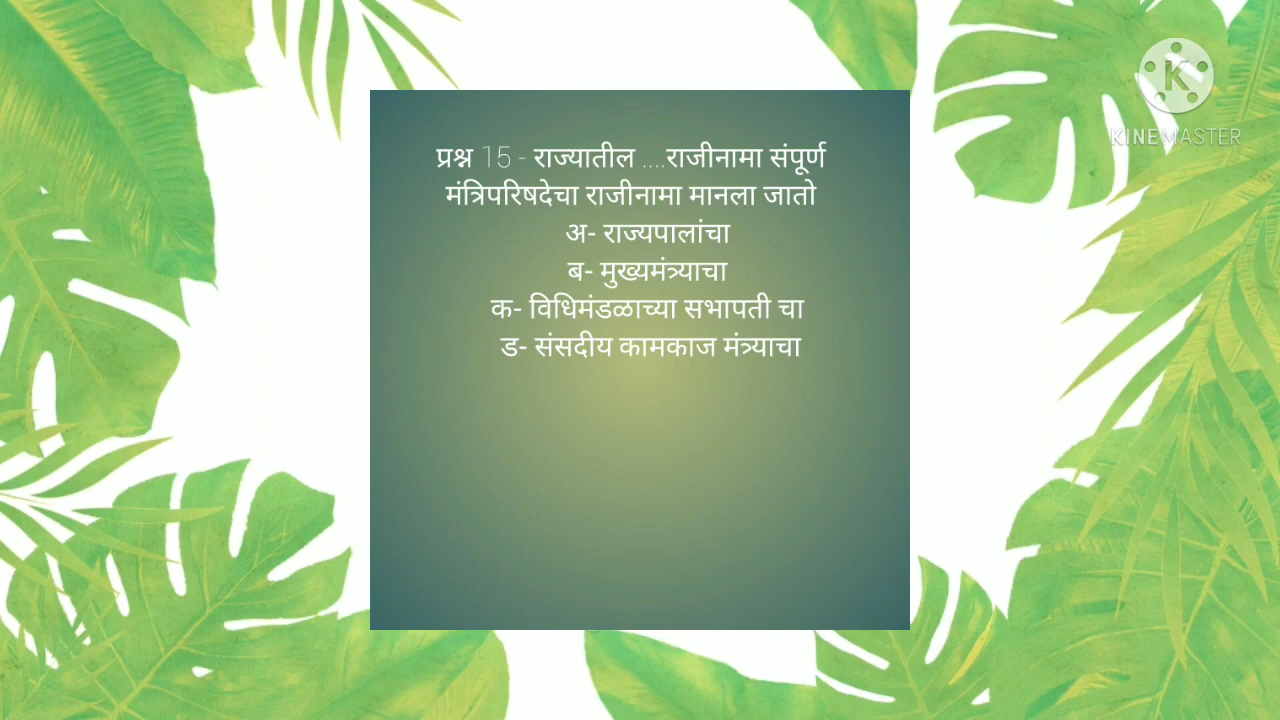 प्रश्न 15 - राज्यातील ....राजीनामा संपूर्ण
मंत्रिपरिषदेचा राजीनामा मानला जातो
अ- राज्यपालांचा
ब- मुख्यमंत्र्याचा
क- विधिमंडळाच्या सभापती चा
ड- संसदीय कामकाज मंत्र्याचा
K
KINEMASTER